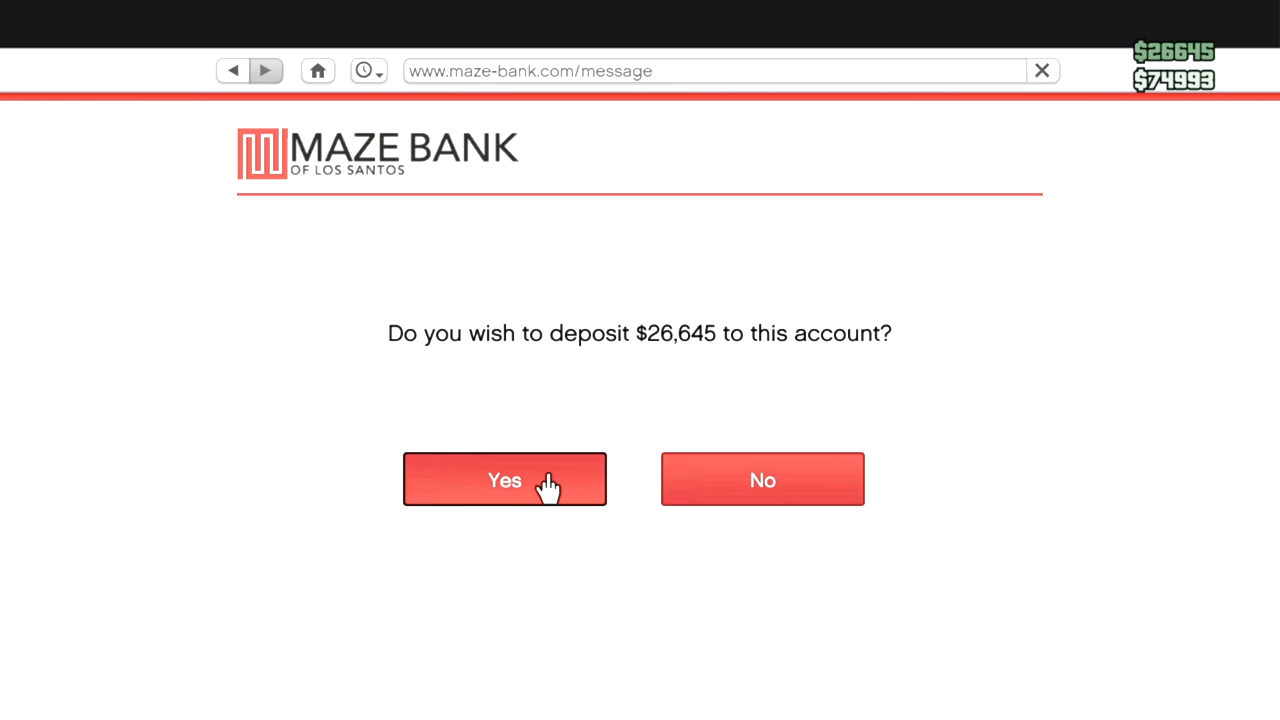 $26645
www.maze-bank.com/message
$74993
MAZE BANK
OF LOS SANTOS
Do you wish to deposit $26,645 to this account?
Yes
No